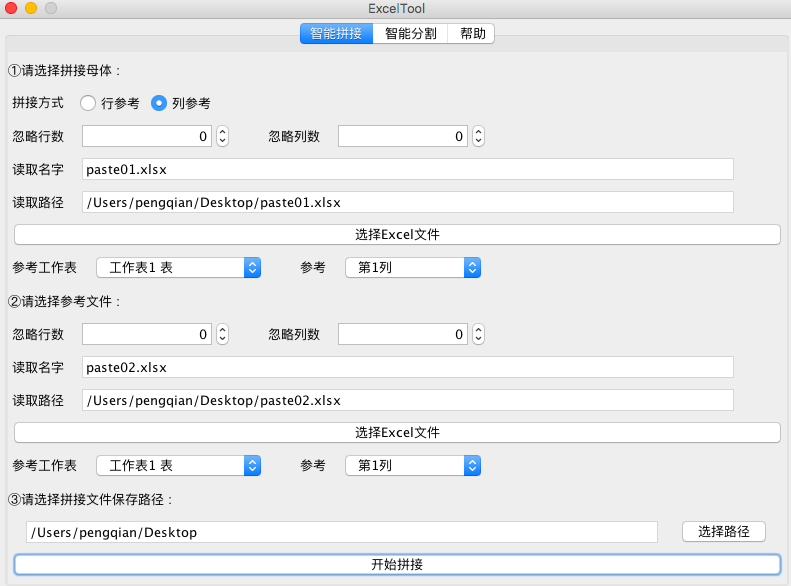 ExcelTool
智能拼接 智能分割 帮助
①请选择拼接母体：
拼接方式 行参考 列参考
忽略行数 0 忽略列数 0
读取名字 paste01.xlsx
读取路径 /Users/pengqian/Desktop/paste01.xlsx
选择Excel文件
参考工作表 工作表1 表 参考 第1列
②请选择参考文件：
忽略行数 0 忽略列数 0
读取名字 paste02.xlsx
读取路径 /Users/pengqian/Desktop/paste02.xlsx
选择Excel文件
参考工作表 工作表1 表 参考 第1列
③请选择拼接文件保存路径：
/Users/pengqian/Desktop 选择路径
开始拼接